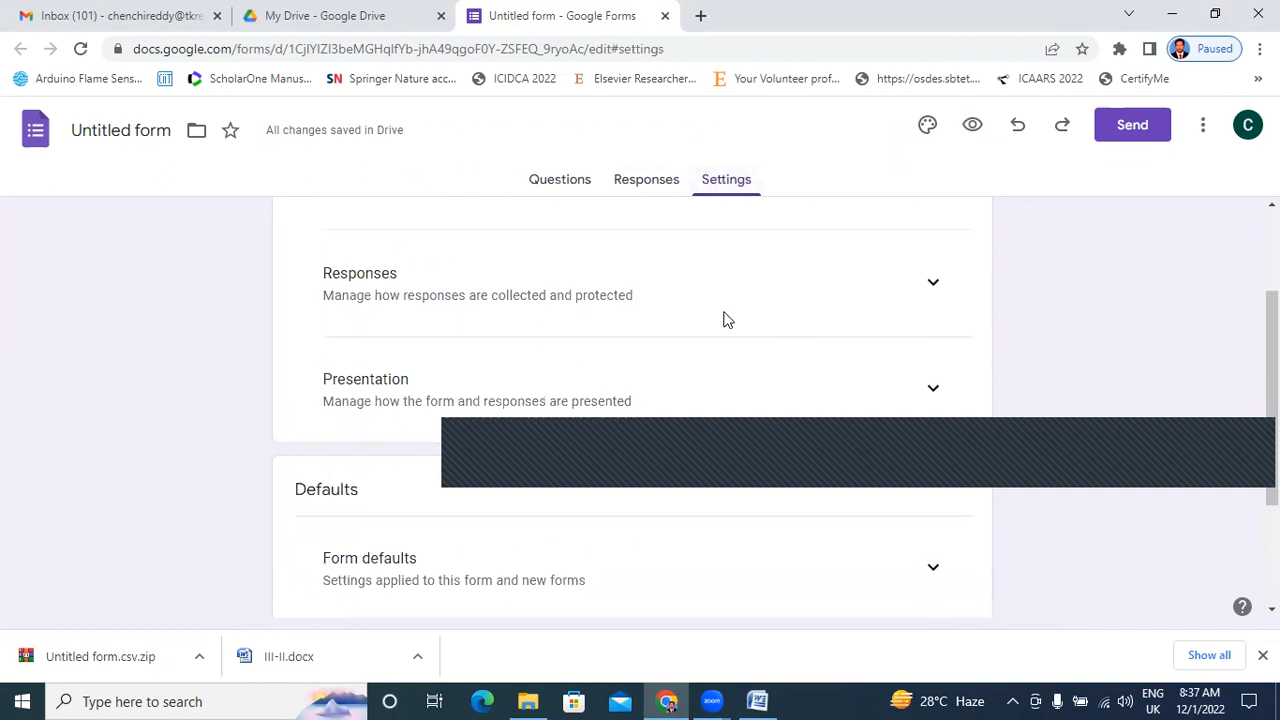 Inbox (101) - chenchireddy@tkr
My Drive - Google Drive
Untitled form - Google Forms
docs.google.com/forms/d/1CjIYIZI3beMGHqIfYb-jhA49qgoF0Y-ZSFEQ_9ryoAc/edit#settings
Paused
Arduino Flame Sens...
ScholarOne Manus...
SN Springer Nature acc...
ICIDCA 2022
E Elsevier Researcher...
E Your Volunteer prof...
https://osdes.sbtet....
ICAARS 2022
CertifyMe
»
Untitled form
All changes saved in Drive
Send
C
Questions
Responses
Settings
Responses
Manage how responses are collected and protected
Presentation
Manage how the form and responses are presented
Defaults
Form defaults
Settings applied to this form and new forms
Untitled form.csv.zip
III-II.docx
Show all
Type here to search
28°C Haze
ENG
UK
8:37 AM
12/1/2022